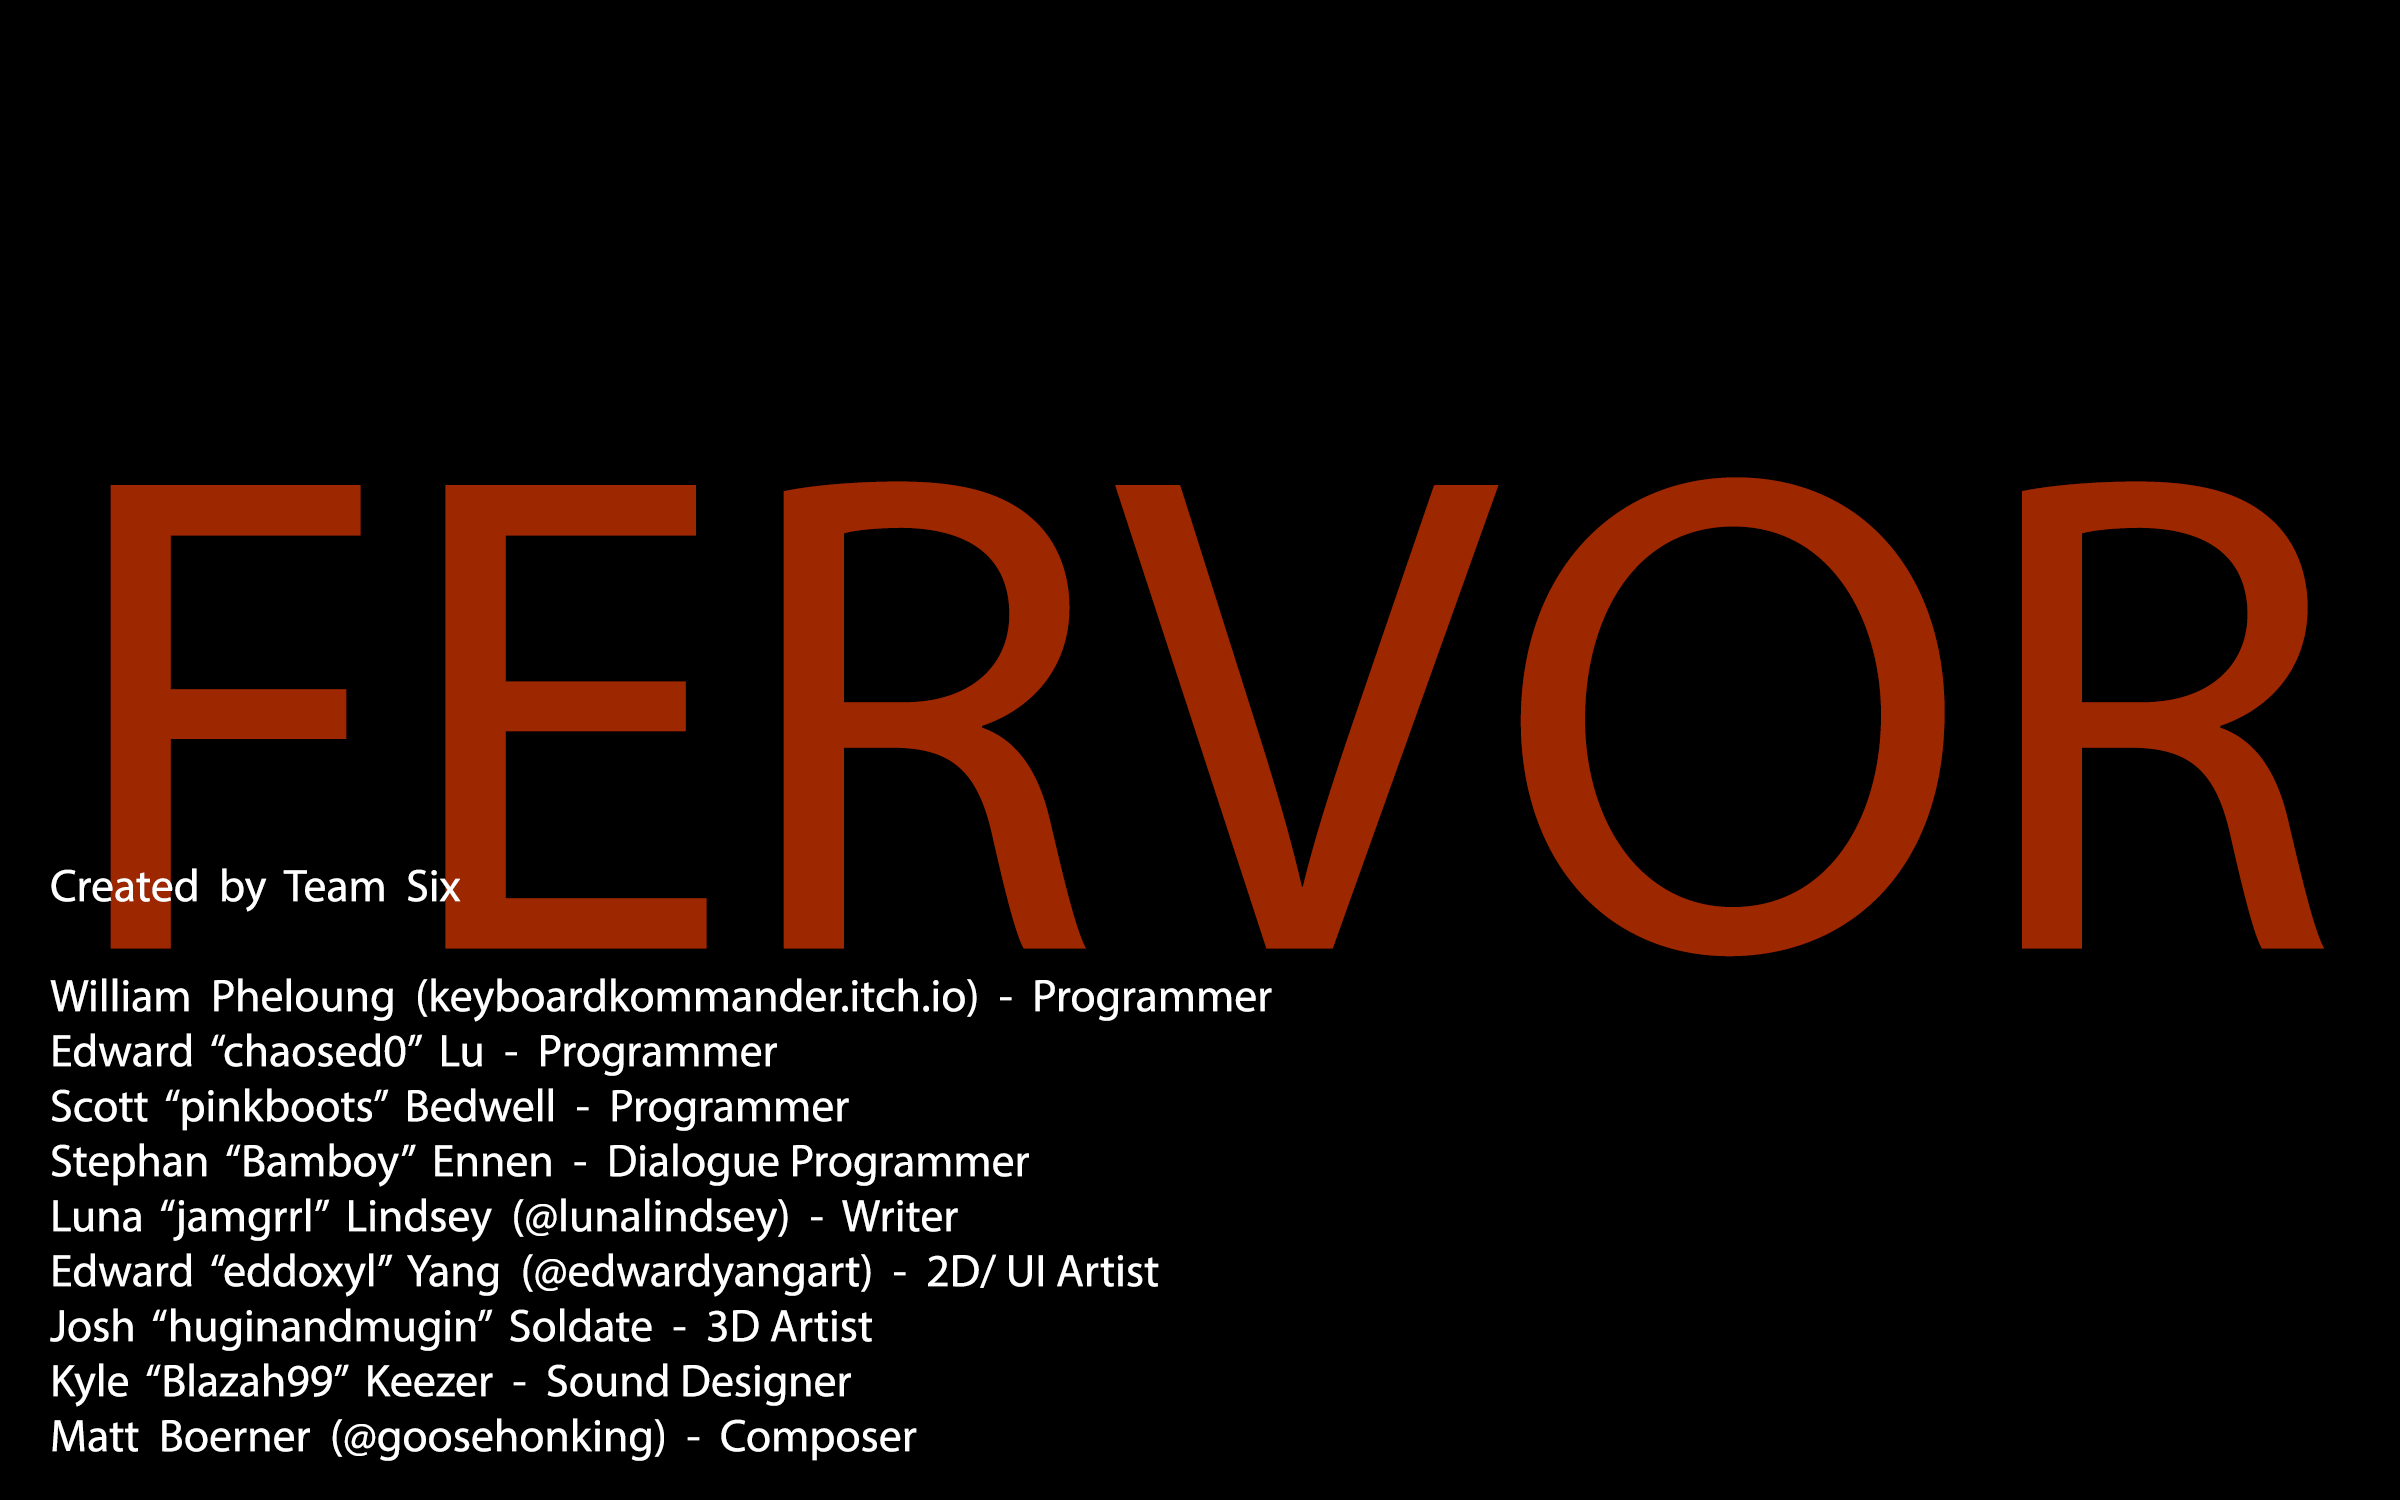 FERVOR
Created by Team Six
William Pheloung (keyboardkommander.itch.io) - Programmer
Edward “chaosed0” Lu - Programmer
Scott “pinkboots” Bedwell - Programmer
Stephan “Bamboy” Ennen - Dialogue Programmer
Luna “jamgrrl” Lindsey (@lunalindsey) - Writer
Edward “eddoxyl” Yang (@edwardyangart) - 2D/ UI Artist
Josh “huginandmugin” Soldate - 3D Artist
Kyle “Blazah99” Keezer - Sound Designer
Matt Boerner (@goosehonking) - Composer